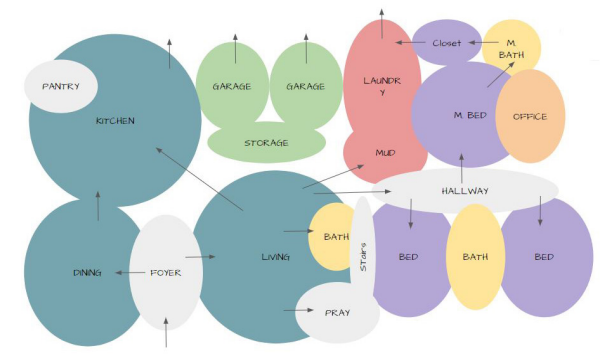 Closet
M.
BATH
PANTRY
GARAGE
GARAGE
LAUNDR
Y
KITCHEN
M. BED
OFFICE
STORAGE
MUD
HALLWAY
BATH
STAIRS
DINING
FOYER
LIVING
BED
BATH
BED
PRAY